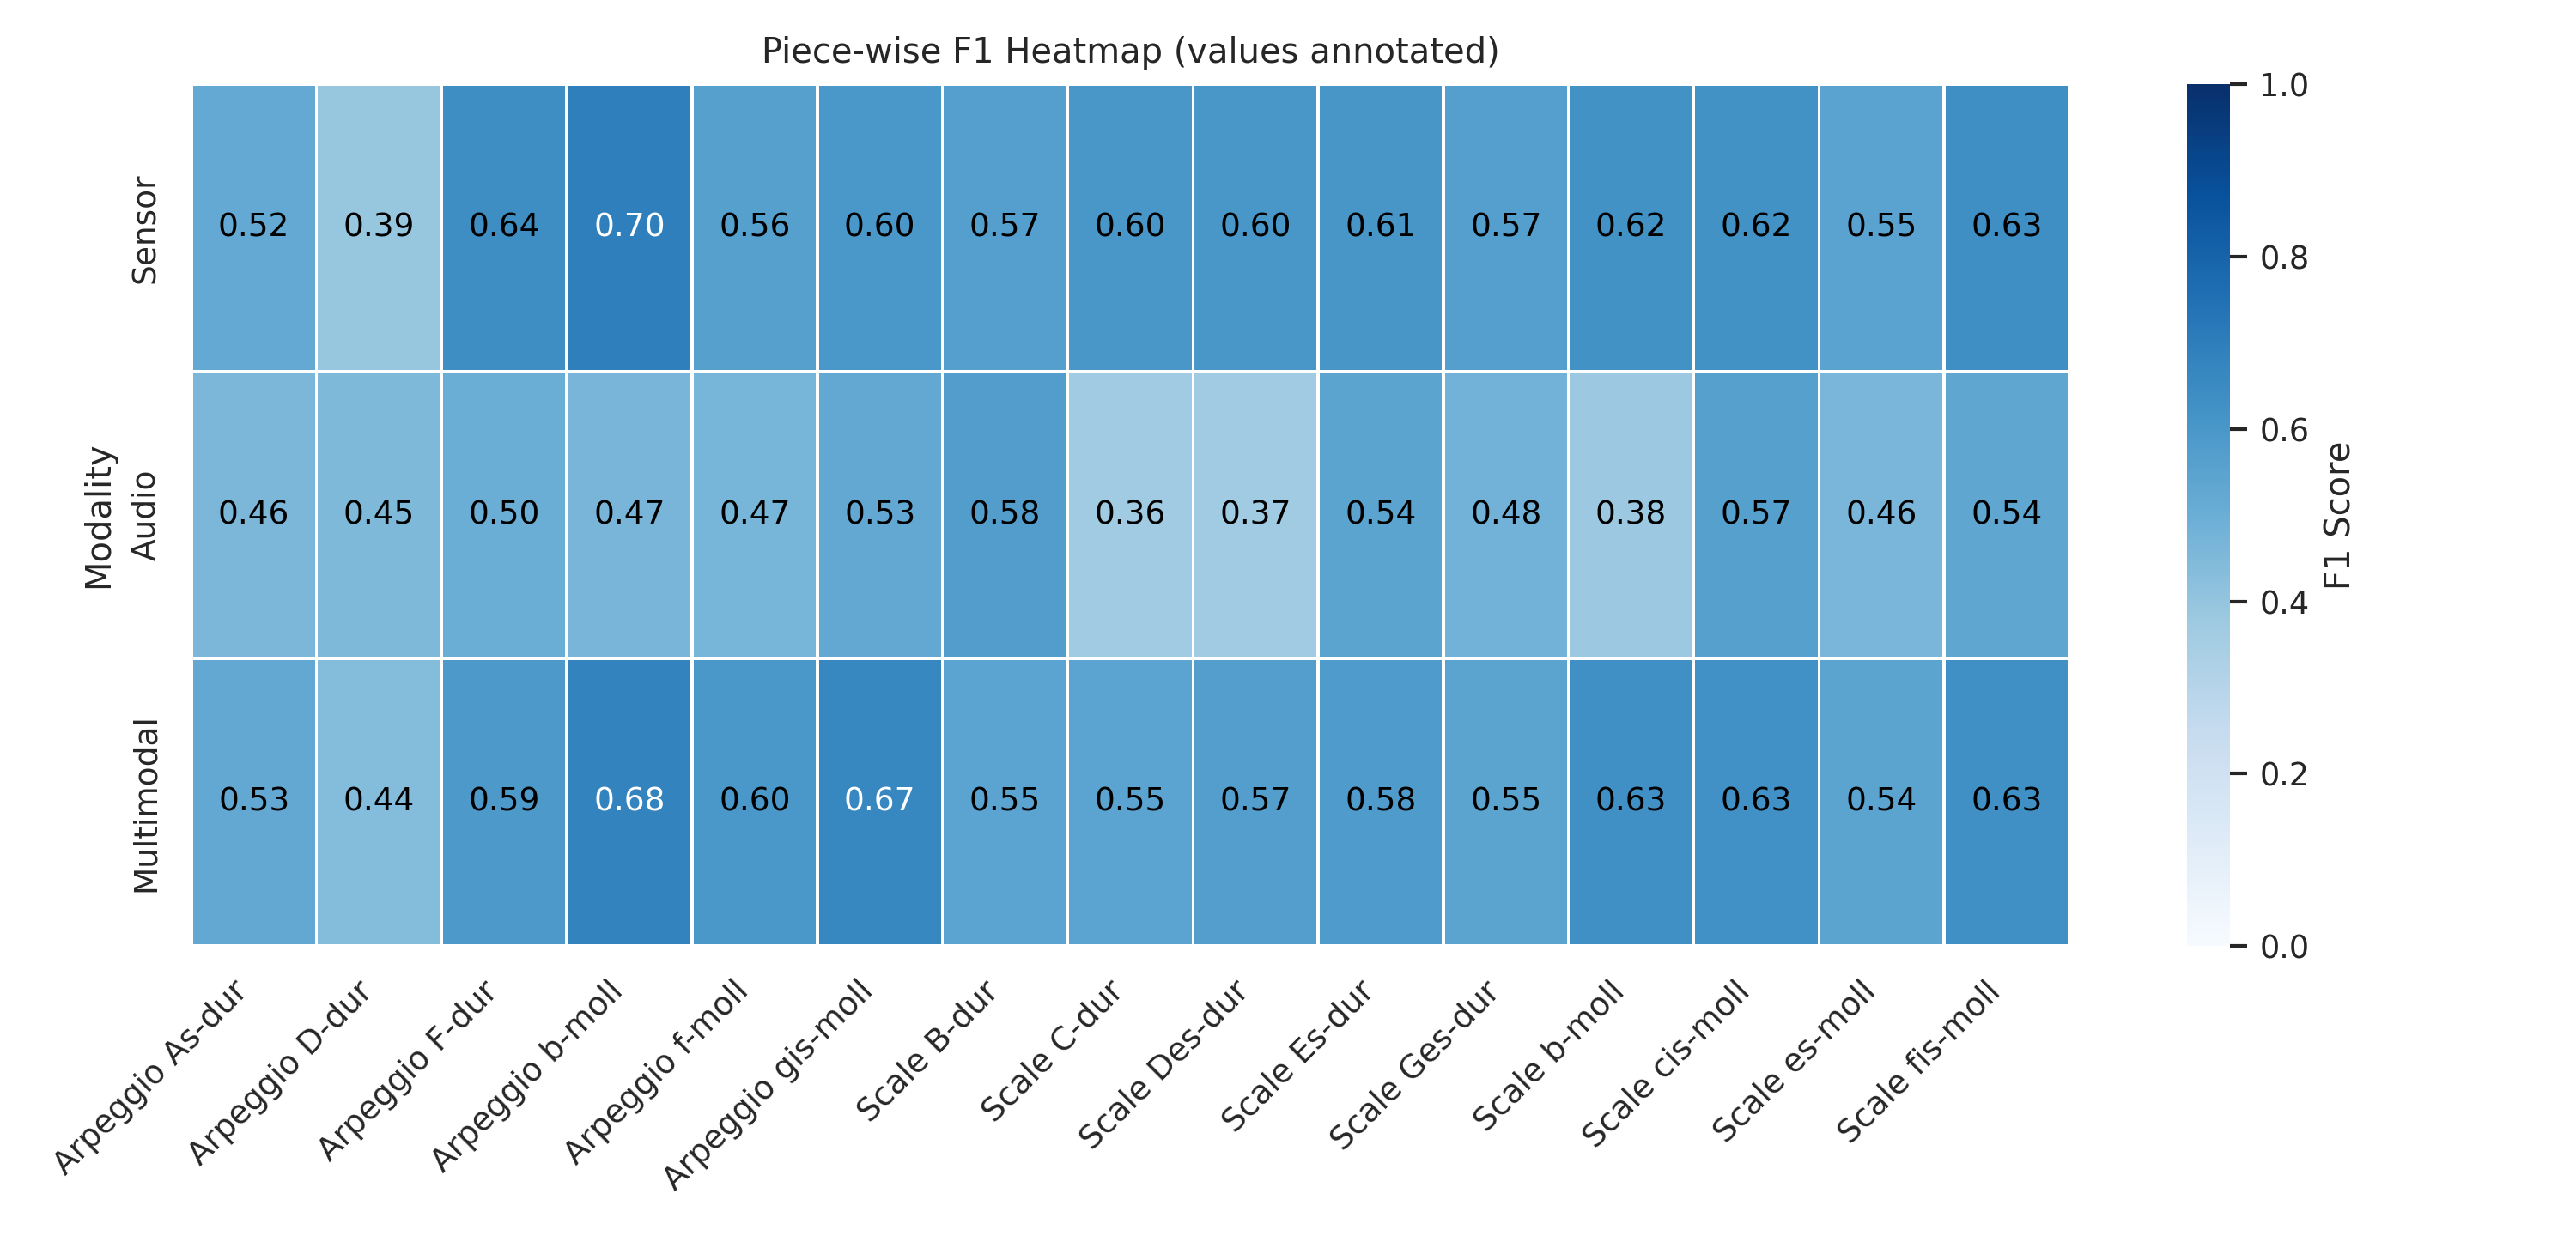 Piece-wise F1 Heatmap (values annotated)
Modality
Sensor
0.52 0.39 0.64 0.70 0.56 0.60 0.57 0.60 0.60 0.61 0.57 0.62 0.62 0.55 0.63
Audio
0.46 0.45 0.50 0.47 0.47 0.53 0.58 0.36 0.37 0.54 0.48 0.38 0.57 0.46 0.54
Multimodal
0.53 0.44 0.59 0.68 0.60 0.67 0.55 0.55 0.57 0.58 0.55 0.63 0.63 0.54 0.63
Arpeggio As-dur
Arpeggio D-dur
Arpeggio F-dur
Arpeggio b-moll
Arpeggio f-moll
Arpeggio gis-moll
Scale B-dur
Scale C-dur
Scale Des-dur
Scale Es-dur
Scale Ges-dur
Scale b-moll
Scale cis-moll
Scale es-moll
Scale fis-moll
1.0
0.8
0.6
0.4
0.2
0.0
F1 Score